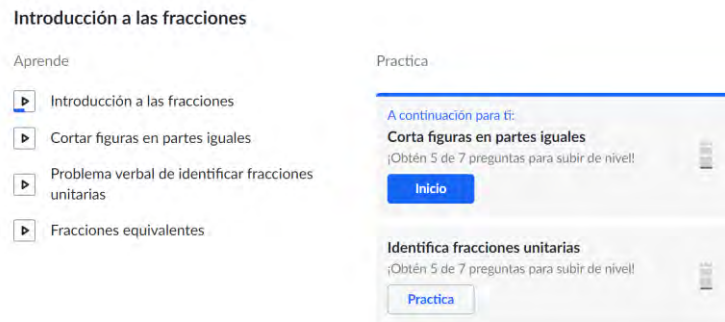 Introducción a las fracciones
Aprende
Introducción a las fracciones
Cortar figuras en partes iguales
Problema verbal de identificar fracciones
unitarias
Fracciones equivalentes
Practica
A continuación para ti:
Corta figuras en partes iguales
¡Obtén 5 de 7 preguntas para subir de nivel!
Inicio
Identifica fracciones unitarias
¡Obtén 5 de 7 preguntas para subir de nivel!
Practica